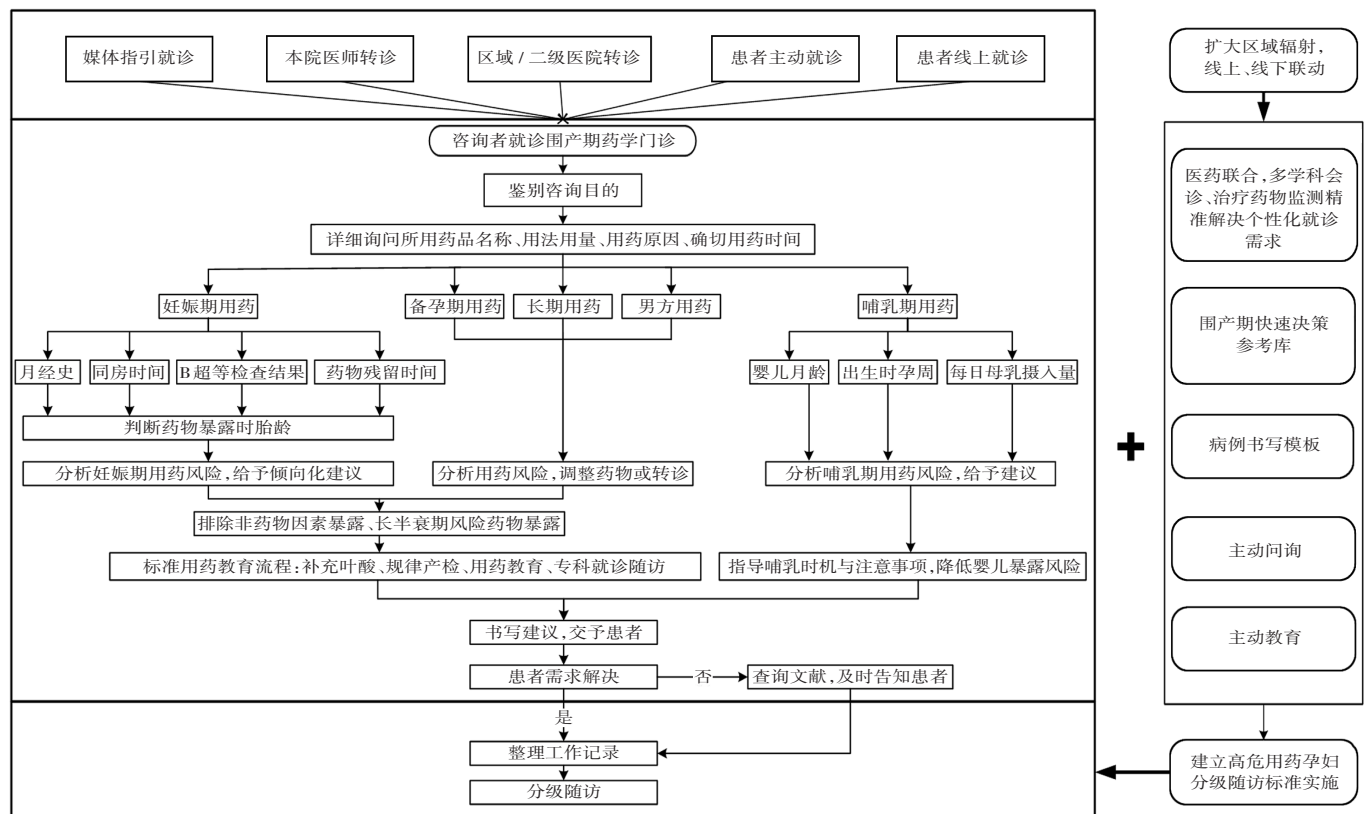 媒体指引就诊
本院医师转诊
区域/二级医院转诊
患者主动就诊
患者线上就诊
咨询者就诊围产期药学门诊
鉴别咨询目的
详细询问所用药品名称、用法用量、用药原因、确切用药时间
妊娠期用药
备孕期用药
长期用药
男方用药
哺乳期用药
月经史
同房时间
B超等检查结果
药物残留时间
婴儿月龄
出生时孕周
每日母乳摄入量
判断药物暴露时胎龄
分析妊娠期用药风险,给予倾向化建议
分析用药风险,调整药物或转诊
分析哺乳期用药风险,给予建议
排除非药物因素暴露、长半衰期风险药物暴露
标准用药教育流程:补充叶酸、规律产检、用药教育、专科就诊随访
指导哺乳时机与注意事项,降低婴儿暴露风险
书写建议,交予患者
患者需求解决
否
查询文献,及时告知患者
是
整理工作记录
分级随访
扩大区域辐射,
线上、线下联动
医药联合,多学科会
诊、治疗药物监测精
准解决个性化就诊
需求
围产期快速决策
参考库
病例书写模板
主动问询
主动教育
建立高危用药孕妇
分级随访标准实施